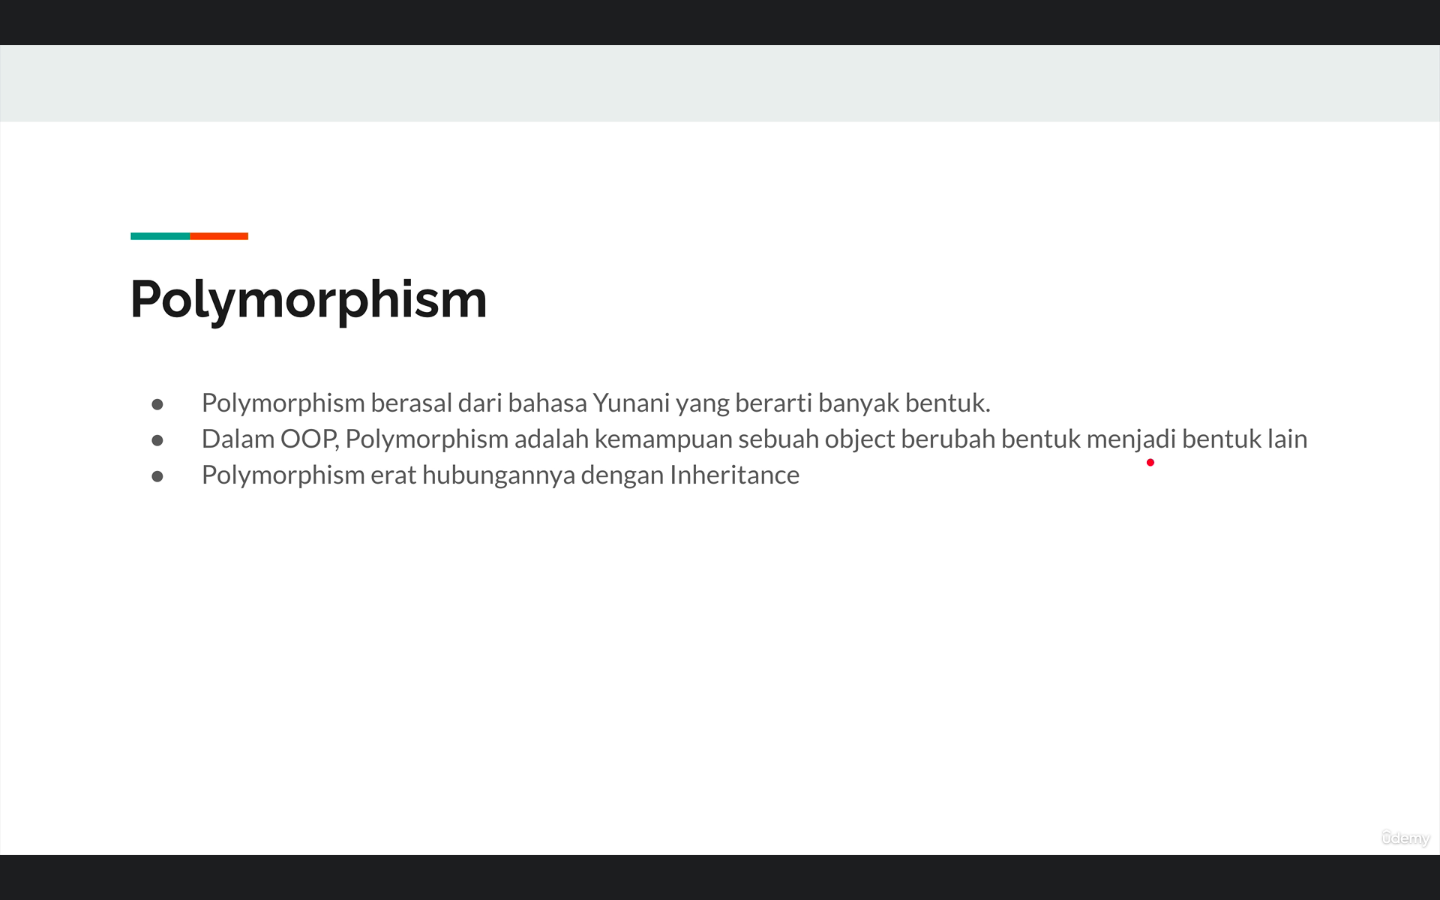 Polymorphism
● Polymorphism berasal dari bahasa Yunani yang berarti banyak bentuk.
● Dalam OOP, Polymorphism adalah kemampuan sebuah object berubah bentuk menjadi bentuk lain
● Polymorphism erat hubungannya dengan Inheritance
ûdemy